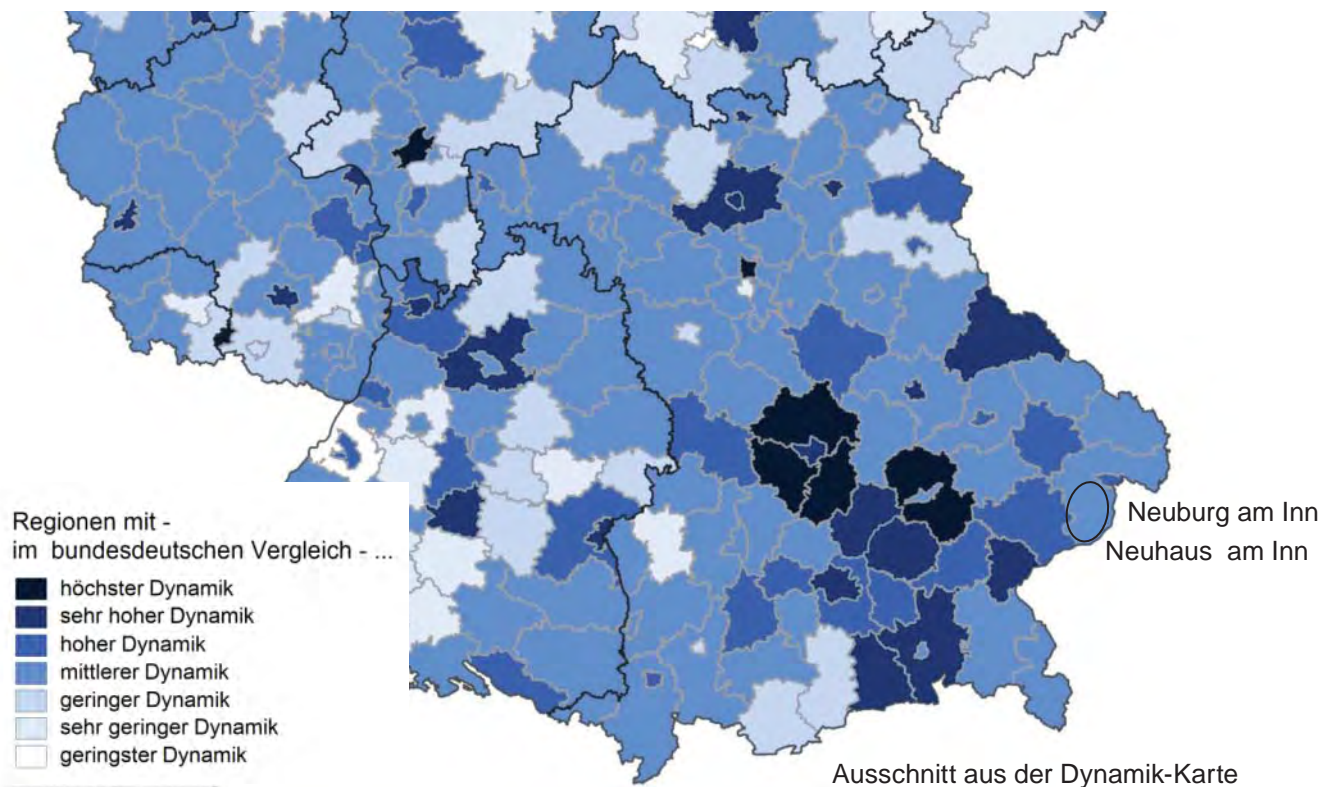 Neuburg am Inn
Neuhaus am Inn
Regionen mit -
im bundesdeutschen Vergleich - ...
höchster Dynamik
sehr hoher Dynamik
hoher Dynamik
mittlerer Dynamik
geringer Dynamik
sehr geringer Dynamik
geringster Dynamik
Ausschnitt aus der Dynamik-Karte